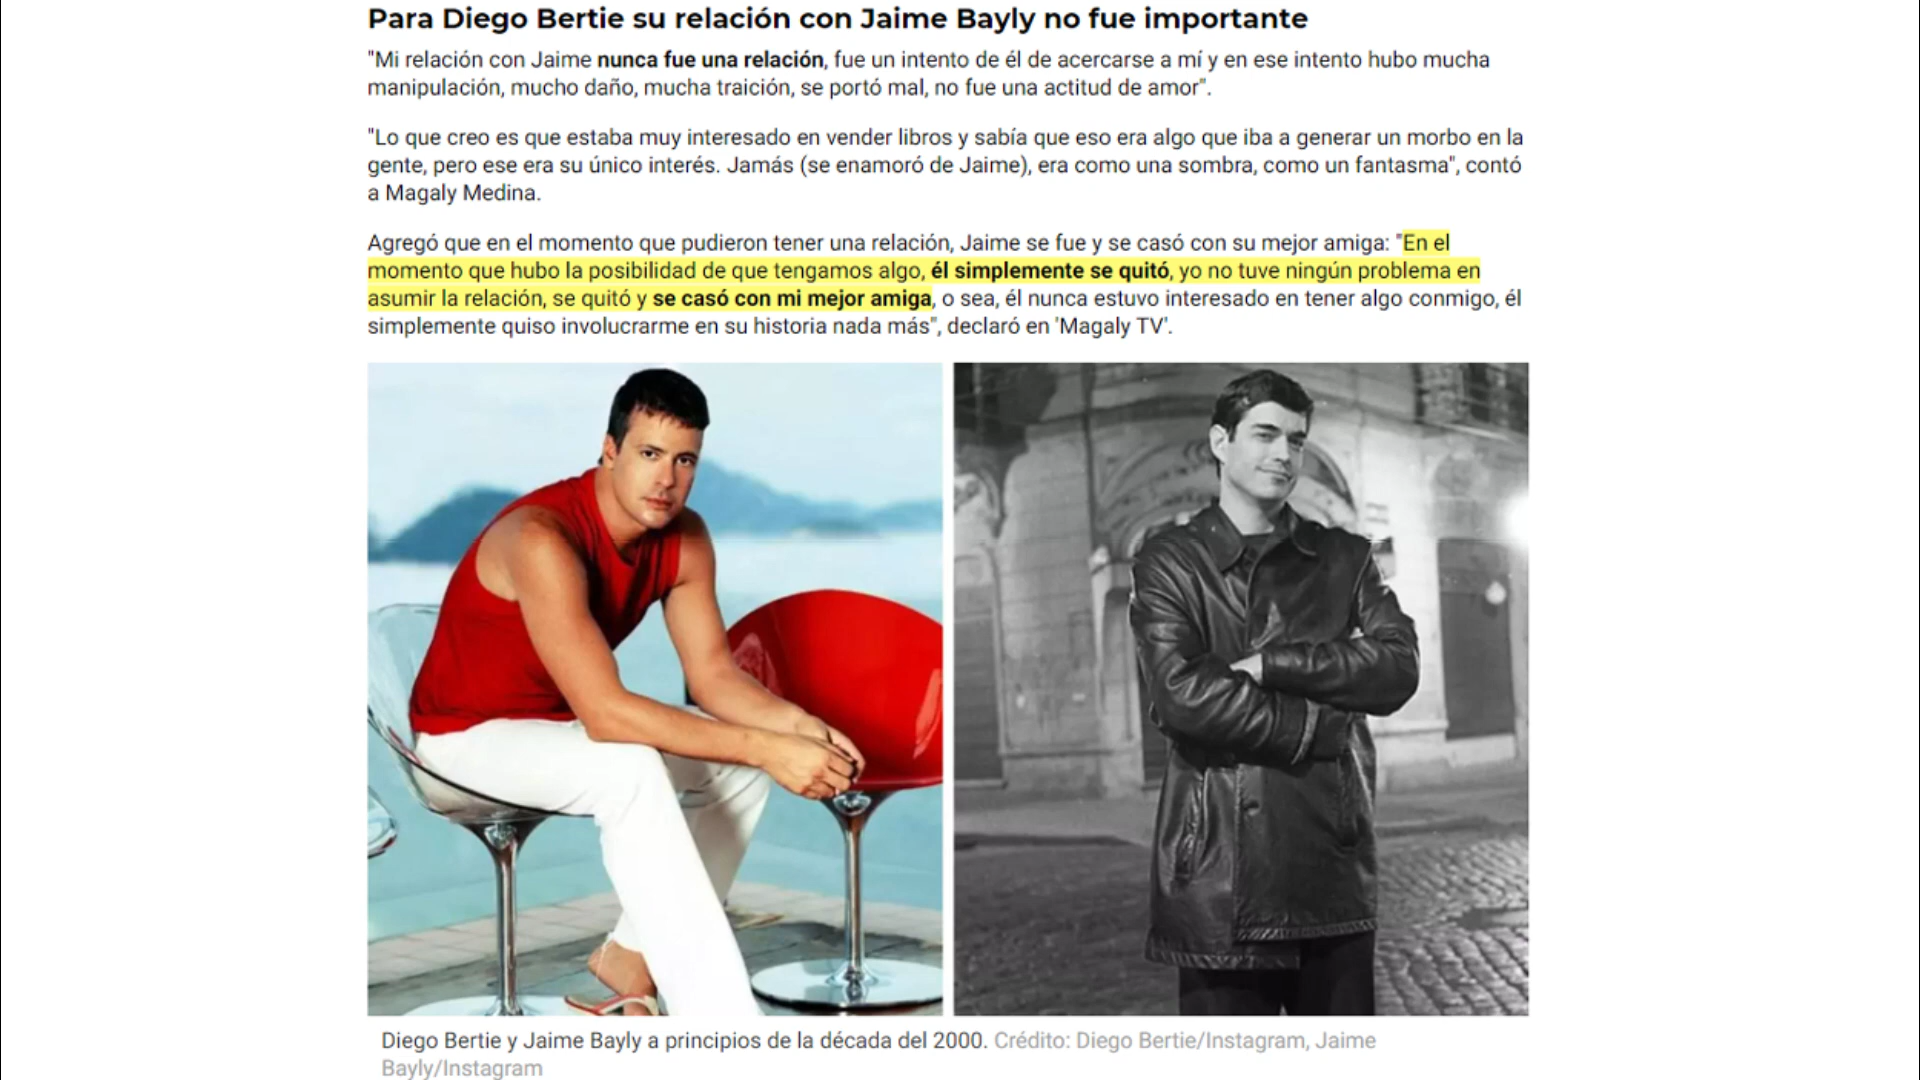 Para Diego Bertie su relación con Jaime Bayly no fue importante
"Mi relación con Jaime nunca fue una relación, fue un intento de él de acercarse a mí y en ese intento hubo mucha
manipulación, mucho daño, mucha traición, se portó mal, no fue una actitud de amor".
"Lo que creo es que estaba muy interesado en vender libros y sabía que eso era algo que iba a generar un morbo en la
gente, pero ese era su único interés. Jamás (se enamoró de Jaime), era como una sombra, como un fantasma", contó
a Magaly Medina.
Agregó que en el momento que pudieron tener una relación, Jaime se fue y se casó con su mejor amiga: "En el
momento que hubo la posibilidad de que tengamos algo, él simplemente se quitó, yo no tuve ningún problema en
asumir la relación, se quitó y se casó con mi mejor amiga, o sea, él nunca estuvo interesado en tener algo conmigo, él
simplemente quiso involucrarme en su historia nada más", declaró en 'Magaly TV'.
Diego Bertie y Jaime Bayly a principios de la década del 2000. Crédito: Diego Bertie/Instagram, Jaime
Bayly/Instagram